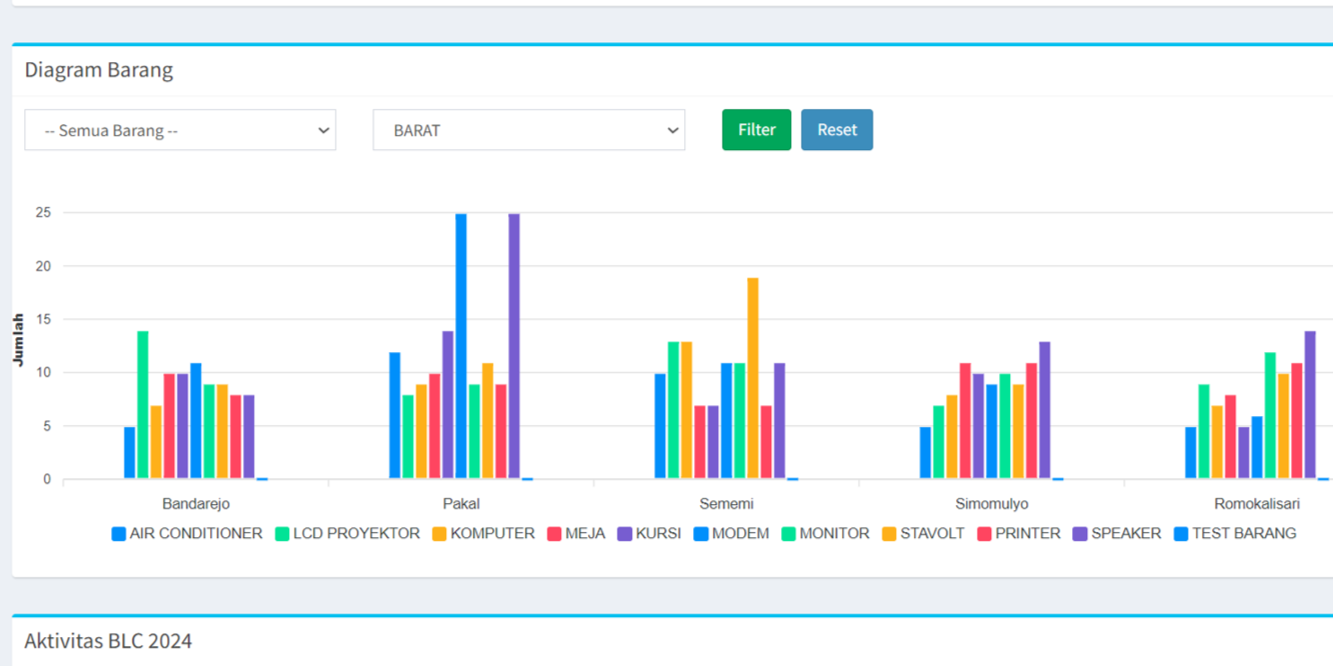 Diagram Barang
-- Semua Barang -- BARAT Filter Reset
25
20
15
10
5
0
Jumlah
Bandarejo Pakal Sememi Simomulyo Romokalisari
AIR CONDITIONER LCD PROYEKTOR KOMPUTER MEJA KURSI MODEM MONITOR STAVOLT PRINTER SPEAKER TEST BARANG
Aktivitas BLC 2024